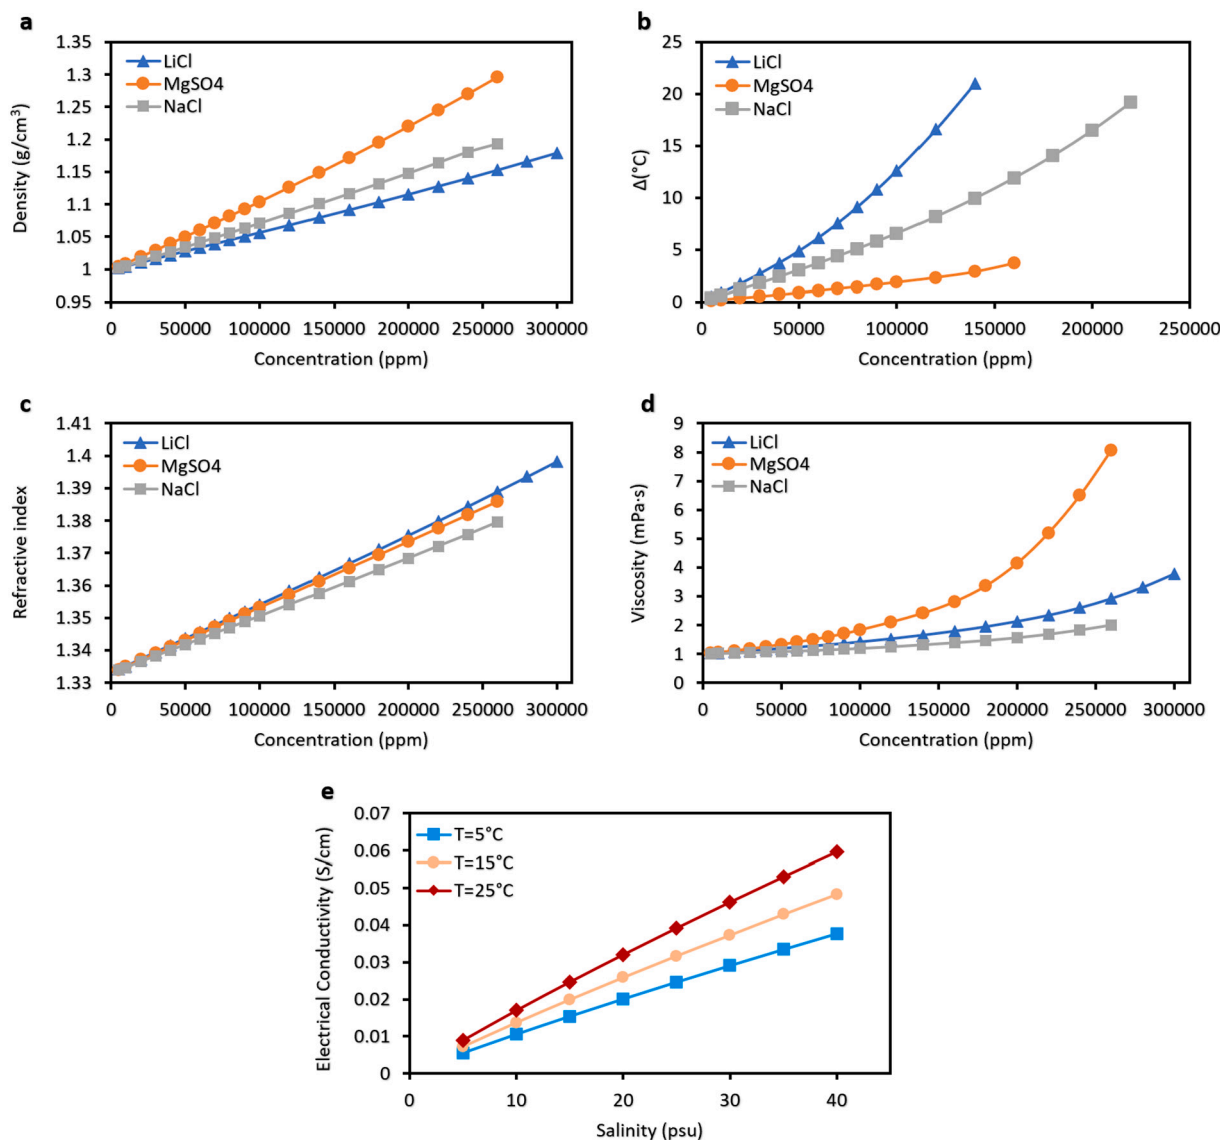 a
1.35
1.3
1.25
1.2
1.15
1.1
1.05
1
0.95
Density (g/cm³)
LiCl
MgSO4
NaCl
0 50000 100000 150000 200000 250000 300000
Concentration (ppm)
b
25
20
15
10
5
0
Δ(°C)
LiCl
MgSO4
NaCl
0 50000 100000 150000 200000 250000
Concentration (ppm)
c
1.41
1.4
1.39
1.38
1.37
1.36
1.35
1.34
1.33
Refractive index
LiCl
MgSO4
NaCl
0 50000 100000 150000 200000 250000 300000
Concentration (ppm)
d
9
8
7
6
5
4
3
2
1
0
Viscosity (mPa·s)
LiCl
MgSO4
NaCl
0 50000 100000 150000 200000 250000 300000
Concentration (ppm)
e
0.07
0.06
0.05
0.04
0.03
0.02
0.01
0
Electrical Conductivity (S/cm)
T=5°C
T=15°C
T=25°C
0 10 20 30 40
Salinity (psu)